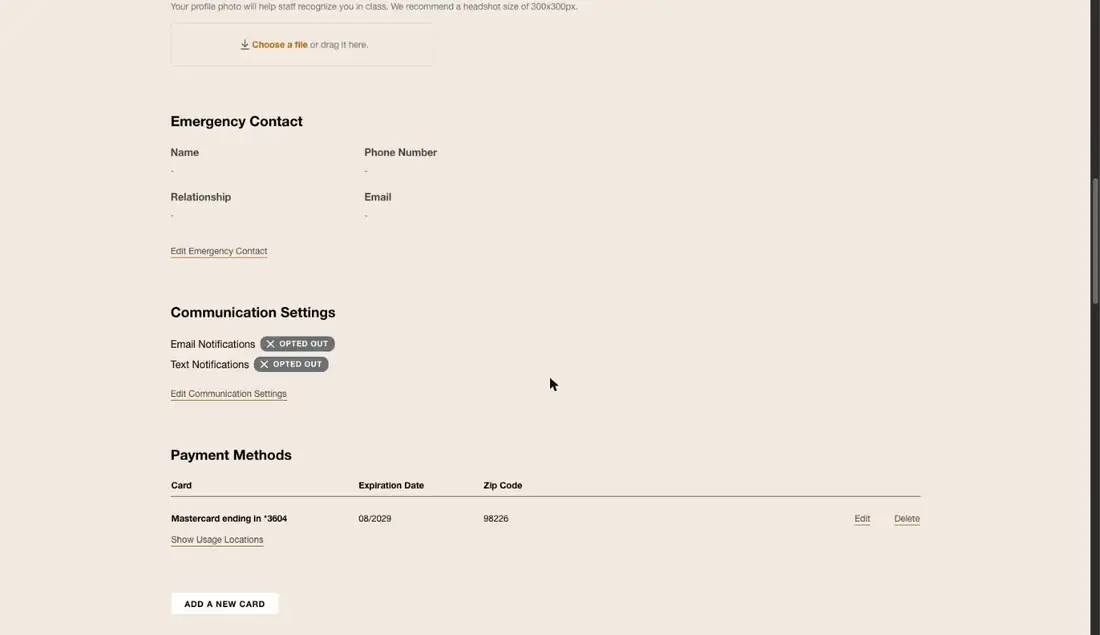 Your profile photo will help staff recognize you in class. We recommend a headshot size of 300x300px.
Choose a file or drag it here.
Emergency Contact
Name Phone Number
- -
Relationship Email
- -
Edit Emergency Contact
Communication Settings
Email Notifications OPTED OUT
Text Notifications OPTED OUT
Edit Communication Settings
Payment Methods
Card Expiration Date Zip Code
Mastercard ending in *3604 08/2029 98226 Edit Delete
Show Usage Locations
ADD A NEW CARD